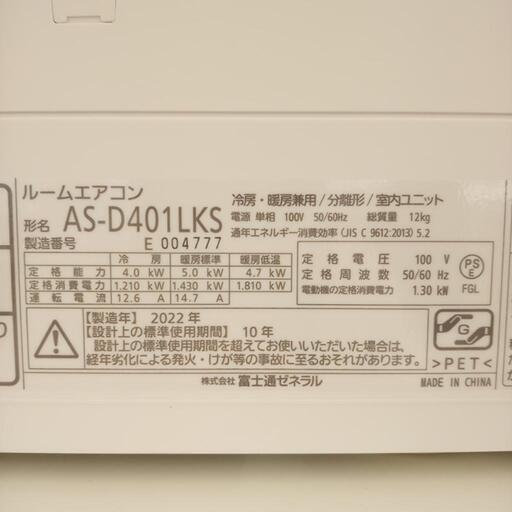 ルームエアコン
形名 AS-D401LKS
製造番号 E 004777
冷房・暖房兼用/分離形/室内ユニット
電源 単相 100V 50/60Hz 総質量 12kg
通年エネルギー消費効率(JIS C 9612:2013) 5.2
冷房 暖房標準 暖房低温
定格能力 4.0 kW 5.0 kW 4.7 kW
定格消費電力 1.210 kW 1.430 kW 1.810 kW
運転電流 12.6 A 14.7 A
定格電圧 100 V
定格周波数 50/60 Hz
電動機の定格消費電力 1.30 kW
PS
E
FGL
【製造年】2022年
【設計上の標準使用期間】10年
設計上の標準使用期間を超えてお使いいただいた場合は、
経年劣化による発火・けが等の事故に至るおそれがあります。
G
>PET<
株式会社 富士通ゼネラル
MADE IN CHINA